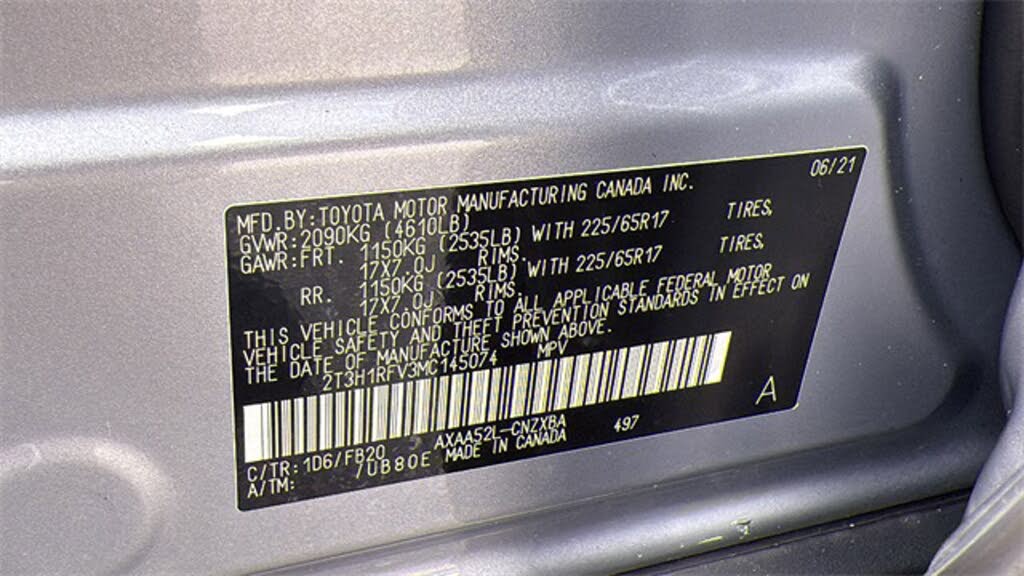 06/21
MFD.BY:TOYOTA MOTOR MANUFACTURING CANADA INC.
GVWR:2090KG (4610LB)
GAWR:FRT. 1150KG (2535LB) WITH 225/65R17 TIRES,
17X7.0J RIMS.
RR. 1150KG (2535LB) WITH 225/65R17 TIRES,
17X7.0J RIMS.
THIS VEHICLE CONFORMS TO ALL APPLICABLE FEDERAL MOTOR
VEHICLE SAFETY AND THEFT PREVENTION STANDARDS IN EFFECT ON
THE DATE OF MANUFACTURE SHOWN ABOVE.
2T3H1RFV3MC145074 MPV
A
AXAA52L-CNZXBA 497
C/TR:1D6/FB20 MADE IN CANADA
A/TM: /UB80E